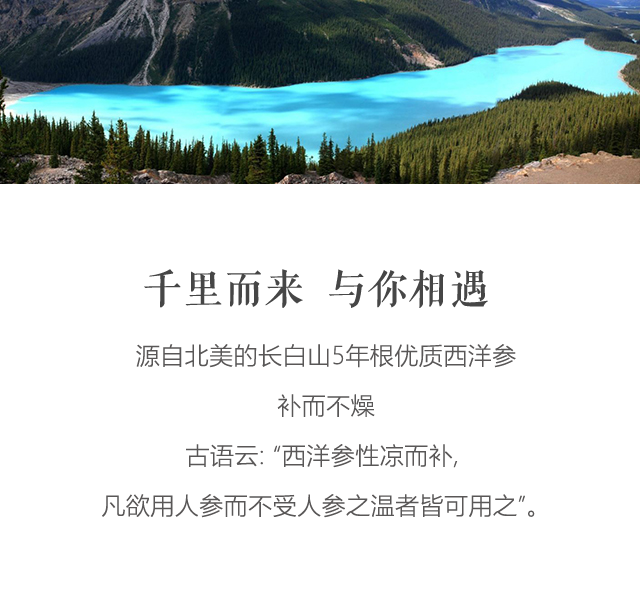 千里而来 与你相遇
源自北美的长白山5年根优质西洋参
补而不燥
古语云: “西洋参性凉而补,
凡欲用人参而不受人参之温者皆可用之”。